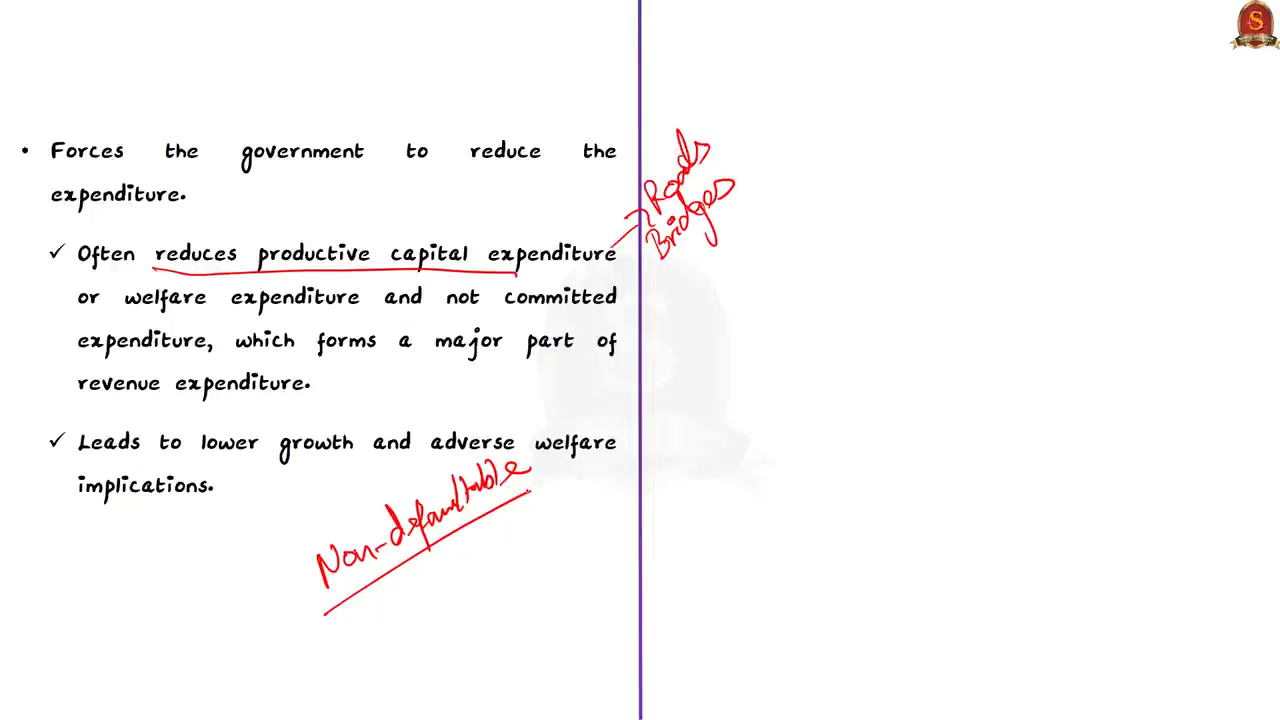 • Forces the government to reduce the
expenditure.
✓ Often reduces productive capital expenditure
or welfare expenditure and not committed
expenditure, which forms a major part of
revenue expenditure.
✓ Leads to lower growth and adverse welfare
implications.
Non-defaultable
Roads
Bridges
S